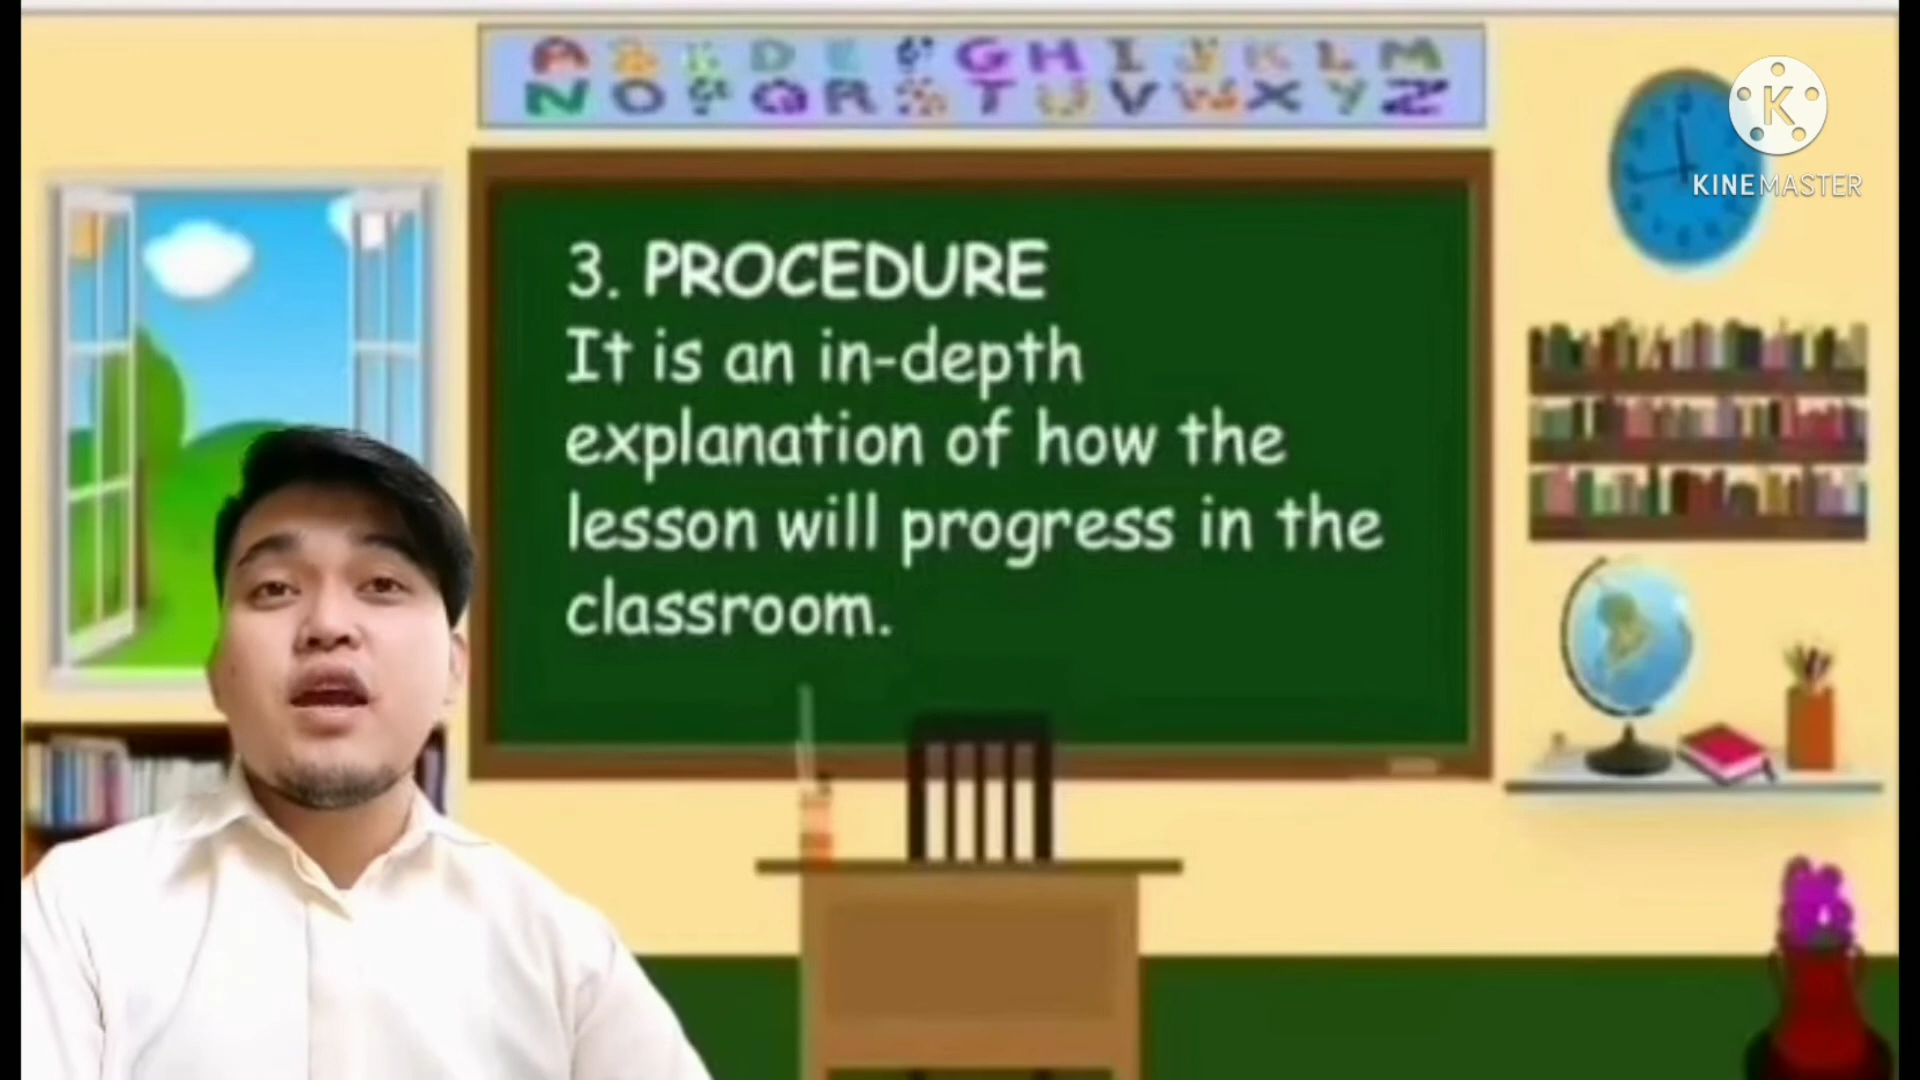 A B C D E F G H I J K L M
N O P Q R S T U V W X Y Z
K
KINEMASTER
3. PROCEDURE
It is an in-depth
explanation of how the
lesson will progress in the
classroom.